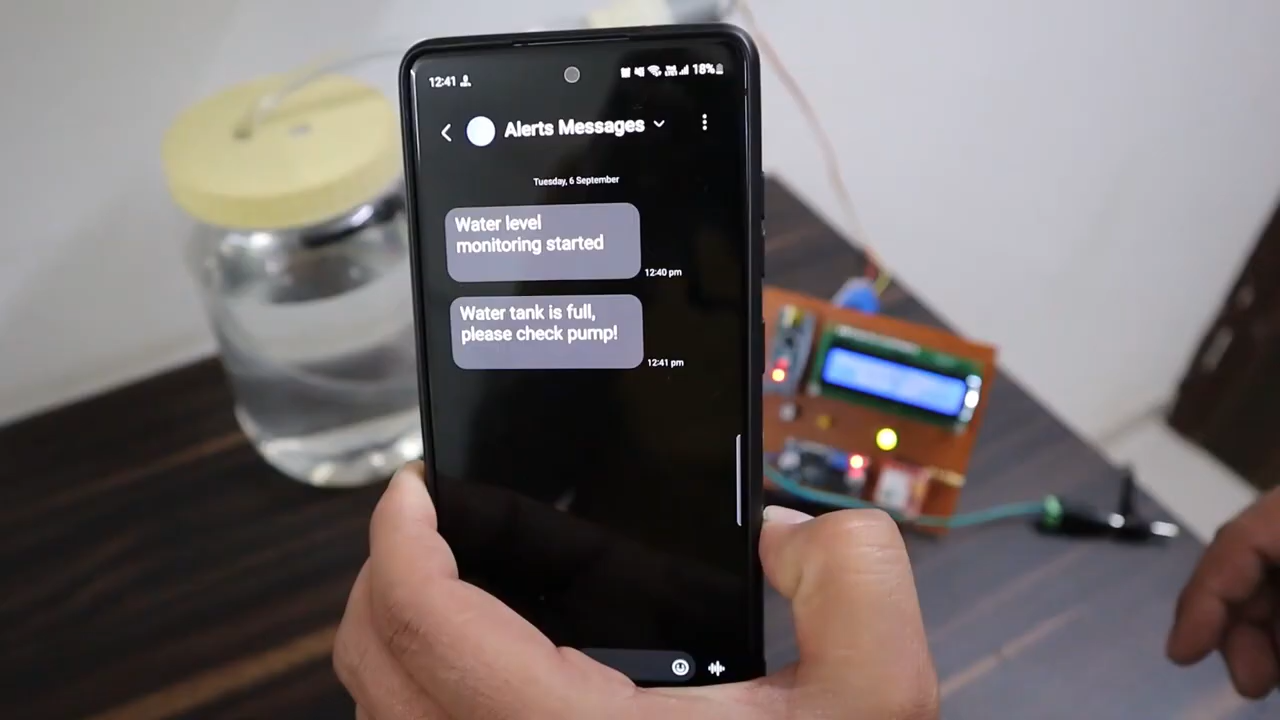 12:41
18%
Alerts Messages
Tuesday, 6 September
Water level
monitoring started
12:40 pm
Water tank is full,
please check pump!
12:41 pm